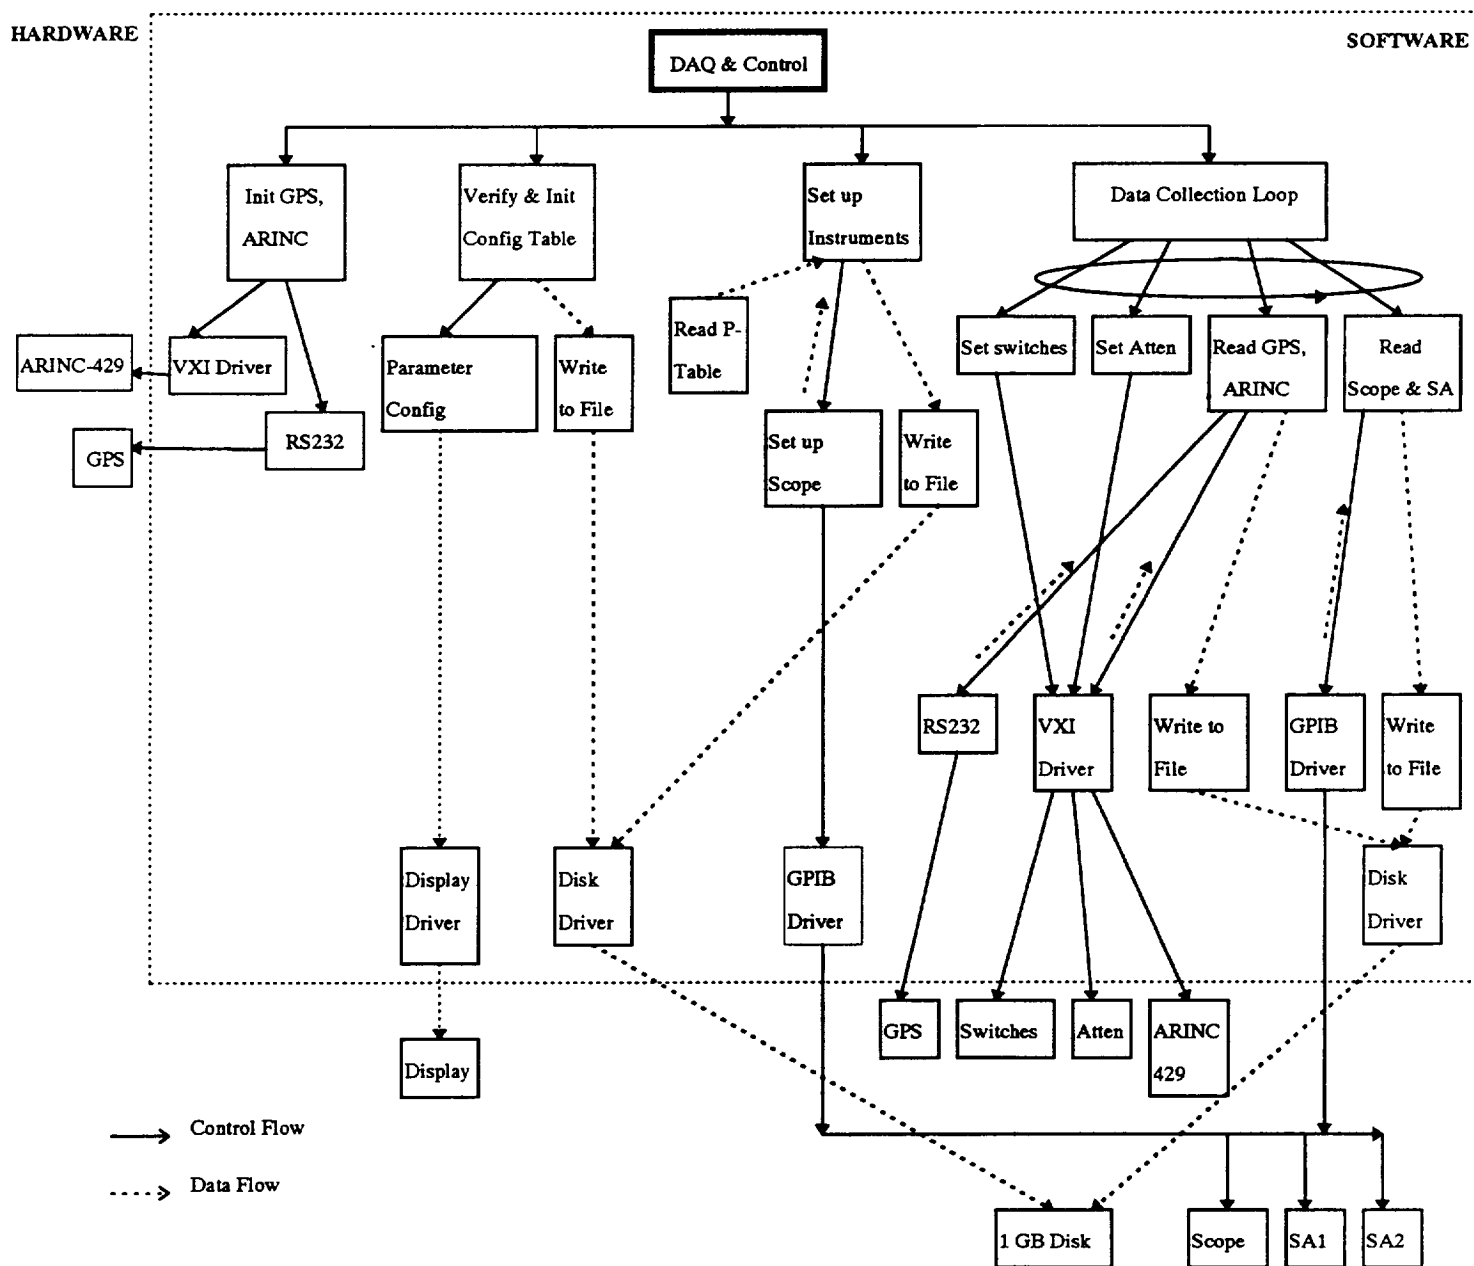 HARDWARE
SOFTWARE
DAQ & Control
Init GPS,
ARINC
Verify & Init
Config Table
Set up
Instruments
Data Collection Loop
ARINC-429
VXI Driver
GPS
RS232
Parameter
Config
Write
to File
Read P-
Table
Set up
Scope
Write
to File
Set switches
Set Atten
Read GPS,
ARINC
Read
Scope & SA
RS232
VXI
Driver
Write to
File
GPIB
Driver
Write
to File
Display
Driver
Disk
Driver
GPIB
Driver
Disk
Driver
GPS
Switches
Atten
ARINC
429
Display
Control Flow
Data Flow
1 GB Disk
Scope
SA1
SA2